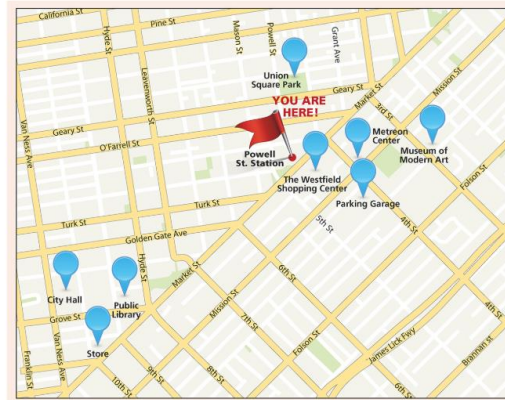 California St
Pine St
Hyde St
Leavenworth St
Mason St
Powell
St
Grant Ave
Union
Square Park
Geary St
Market St
3rd St
Mission St
YOU ARE
HERE!
Van Ness Ave
Geary St
O'Farrell St
Powell
St. Station
Metreon
Center
Museum of
Modern Art
Folson St
The Westfield
Shopping Center
Parking Garage
Turk St
Turk St
5th St
4th St
Golden Gate Ave
Hyde St
Market St
6th St
City Hall
Public
Library
Mission St
7th St
4th St
Grove St
Van Ness Ave
Store
Folson St
James Lick Fwy
Brannan St
Franklin St
10th St
9th St
8th St
6th St